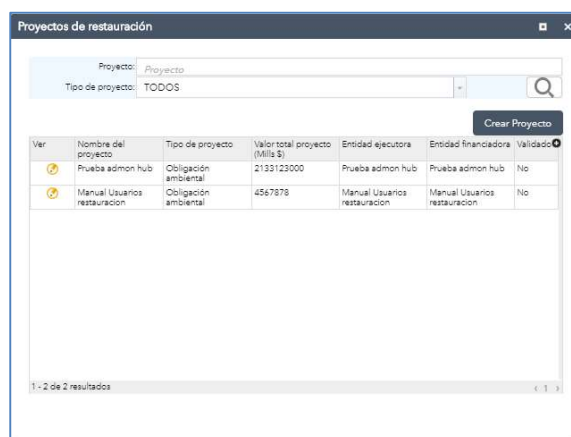 Proyectos de restauración
Proyecto: Proyecto
Tipo de proyecto: TODOS
Crear Proyecto
Ver Nombre del proyecto Tipo de proyecto Valor total proyecto (Mills $) Entidad ejecutora Entidad financiadora Validado
Prueba admon hub Obligación ambiental 2133123000 Prueba admon hub Prueba admon hub No
Manual Usuarios restauracion Obligación ambiental 4567878 Manual Usuarios restauracion Manual Usuarios restauracion No
1 - 2 de 2 resultados ‹ 1 ›